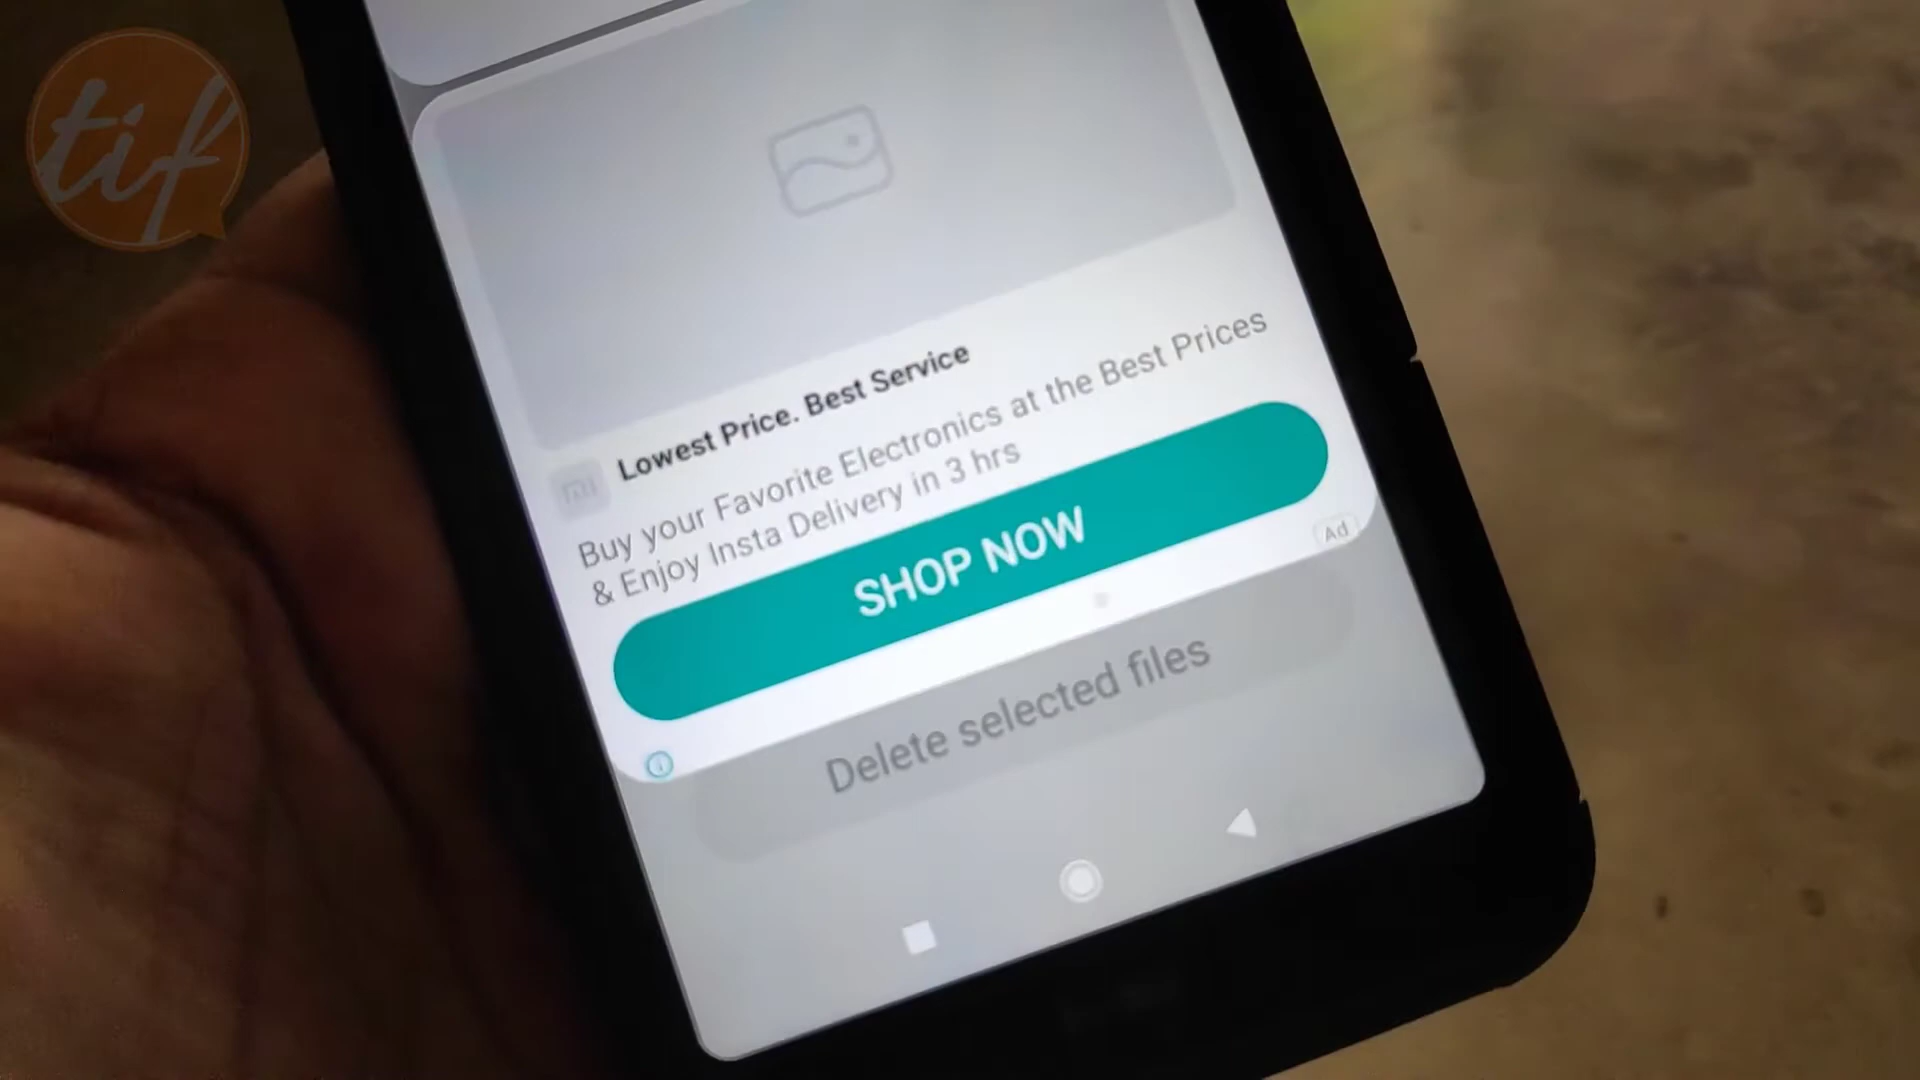 tif
Lowest Price. Best Service
mi
Buy your Favorite Electronics at the Best Prices
& Enjoy Insta Delivery in 3 hrs
SHOP NOW
Ad
Delete selected files